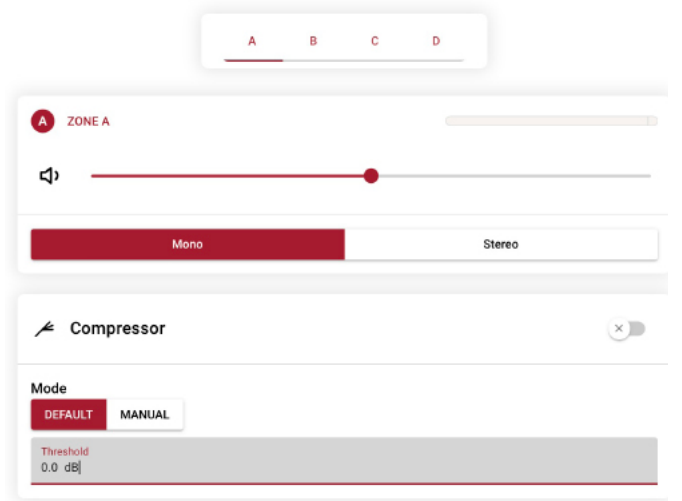 A B C D
A ZONE A
Mono Stereo
Compressor
Mode
DEFAULT MANUAL
Threshold
0.0 dB